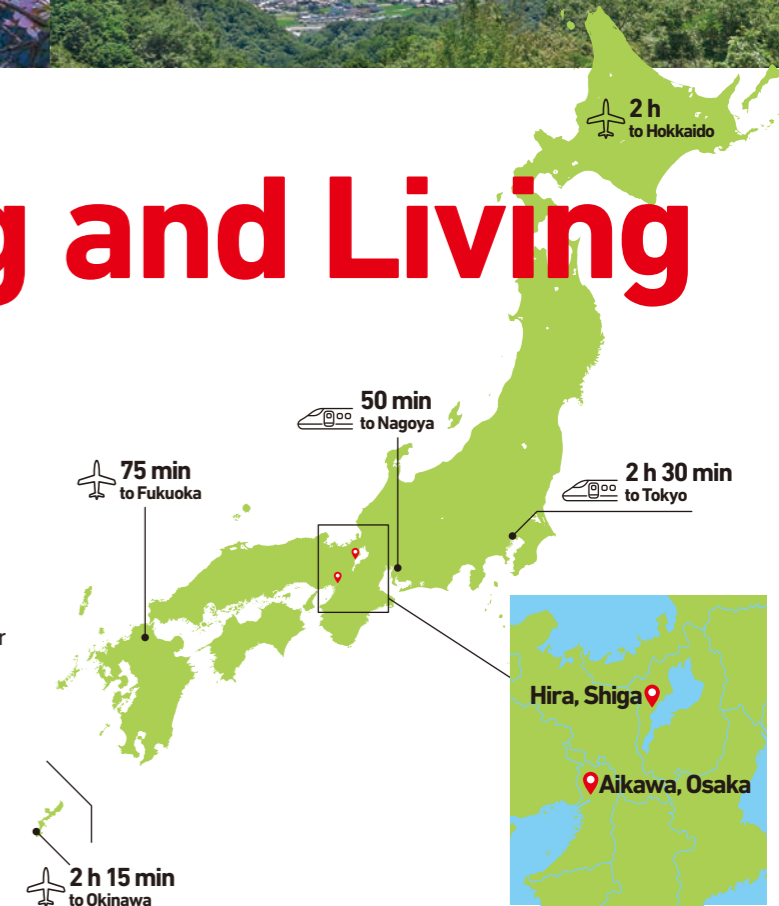 2 h
to Hokkaido
g and Living
50 min
to Nagoya
75 min
to Fukuoka
2 h 30 min
to Tokyo
r
Hira, Shiga
Aikawa, Osaka
2 h 15 min
to Okinawa